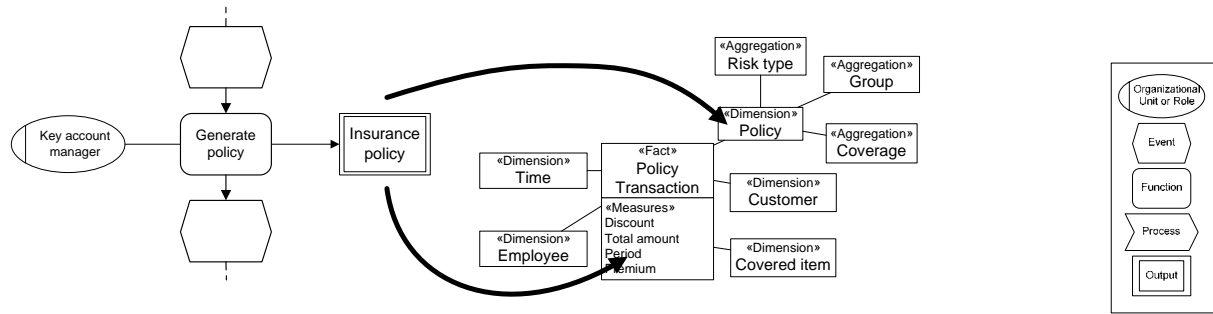 Key account
manager
Generate
policy
Insurance
policy
«Aggregation»
Risk type
«Aggregation»
Group
«Dimension»
Policy
«Aggregation»
Coverage
«Fact»
Policy
Transaction
«Measures»
Discount
Total amount
Period
Premium
«Dimension»
Time
«Dimension»
Employee
«Dimension»
Customer
«Dimension»
Covered item
Organizational
Unit or Role
Event
Function
Process
Output